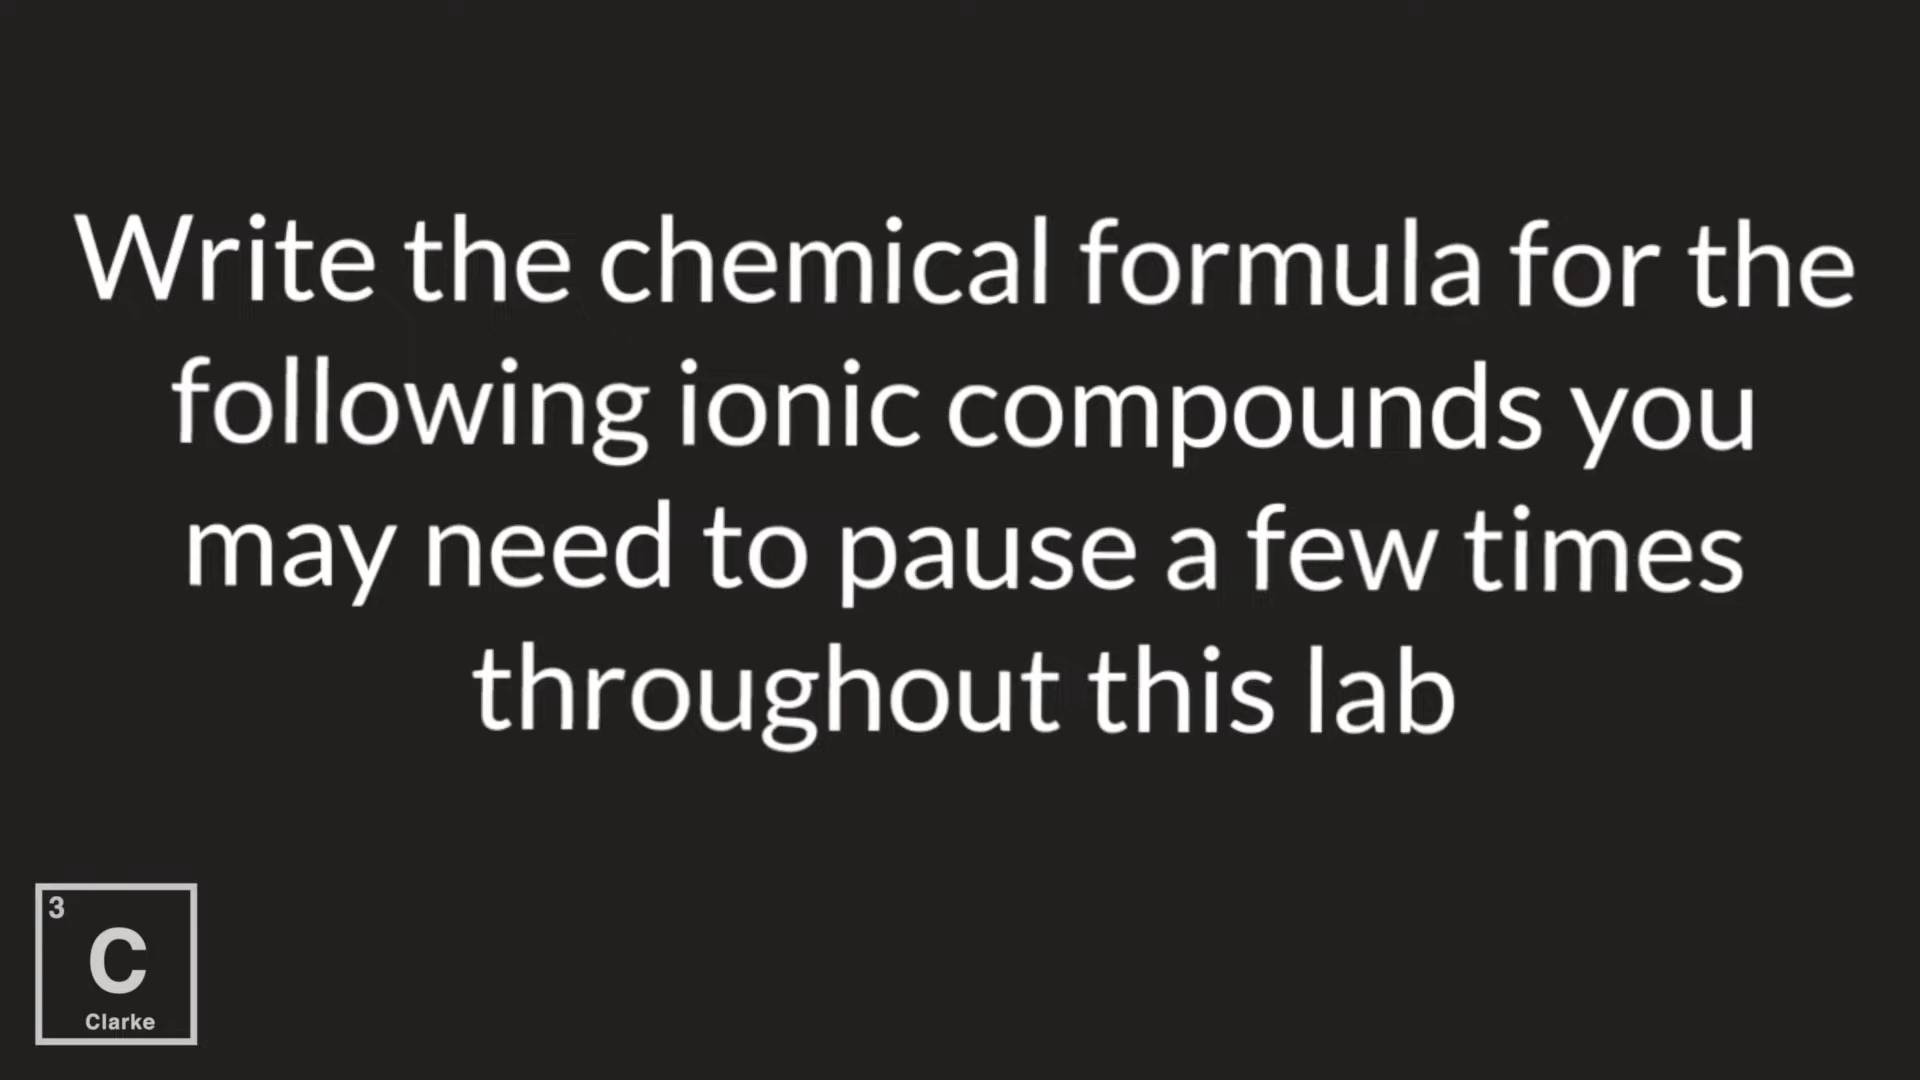 Write the chemical formula for the
following ionic compounds you
may need to pause a few times
throughout this lab
3
C
Clarke